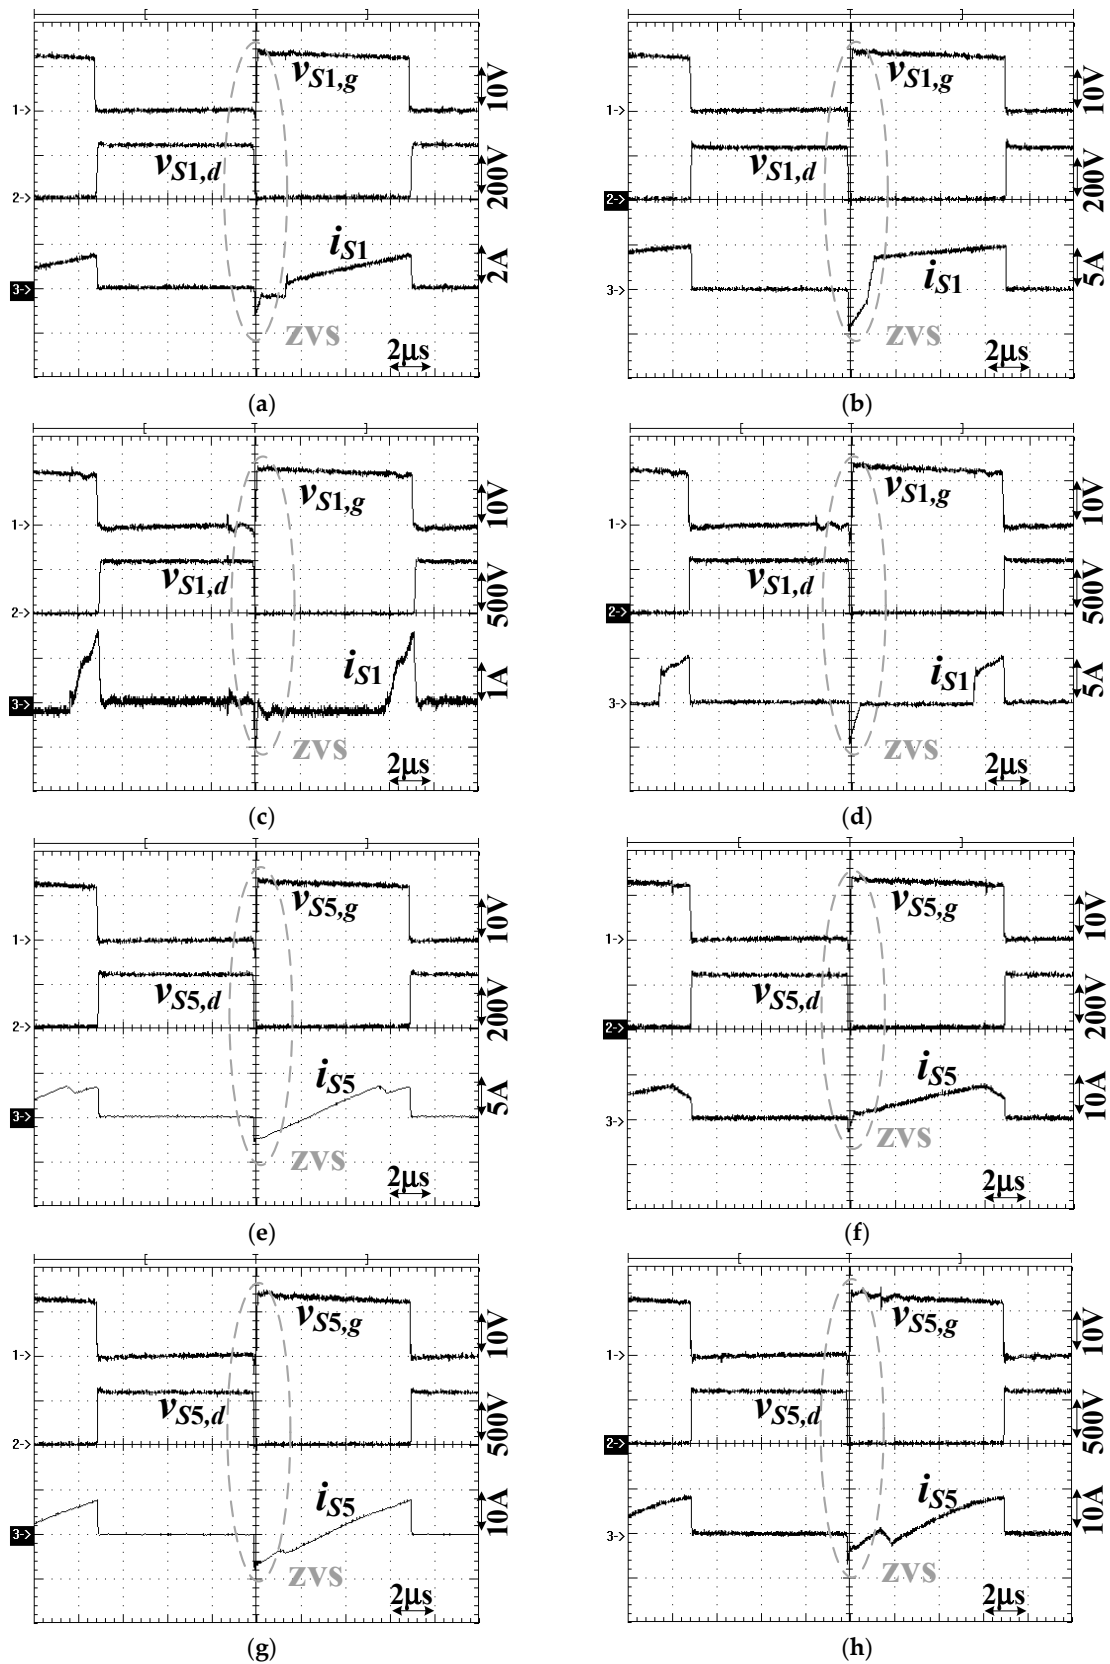 vS1,g
10V
1->
vS1,d
200V
2->
iS1
2A
3->
zvs
2μs
(a)
vS1,g
10V
1->
vS1,d
200V
2->
iS1
5A
3->
zvs
2μs
(b)
vS1,g
10V
1->
vS1,d
500V
2->
iS1
1A
3->
zvs
2μs
(c)
vS1,g
10V
1->
vS1,d
500V
2->
iS1
5A
3->
zvs
2μs
(d)
vS5,g
10V
1->
vS5,d
200V
2->
iS5
5A
3->
zvs
2μs
(e)
vS5,g
10V
1->
vS5,d
200V
2->
iS5
10A
3->
zvs
2μs
(f)
vS5,g
10V
1->
vS5,d
500V
2->
iS5
10A
3->
zvs
2μs
(g)
vS5,g
10V
1->
vS5,d
500V
2->
iS5
10A
3->
zvs
2μs
(h)